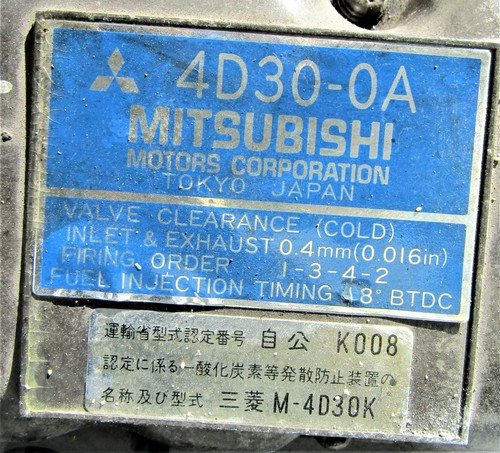 4D30-0A
MITSUBISHI
MOTORS CORPORATION
TOKYO JAPAN
VALVE CLEARANCE (COLD)
INLET & EXHAUST 0.4mm(0.016in)
FIRING ORDER 1-3-4-2
FUEL INJECTION TIMING 18° BTDC
運輸省型式認定番号 自公 K008
認定に係る一酸化炭素等発散防止装置の
名称及び型式 三菱 M-4D30K